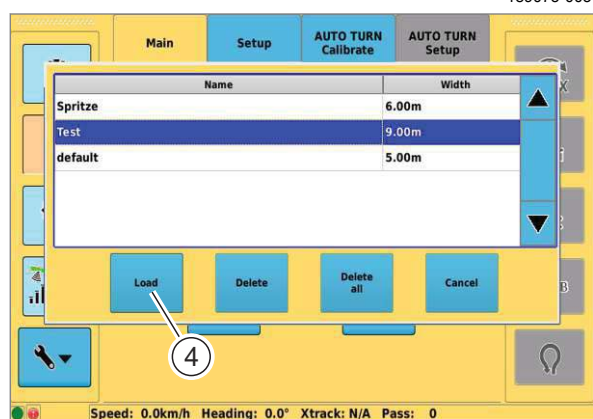 Main Setup AUTO TURN Calibrate AUTO TURN Setup
Name Width
Spritze 6.00m
Test 9.00m
default 5.00m
Load Delete Delete all Cancel
4
Speed: 0.0km/h Heading: 0.0° Xtrack: N/A Pass: 0